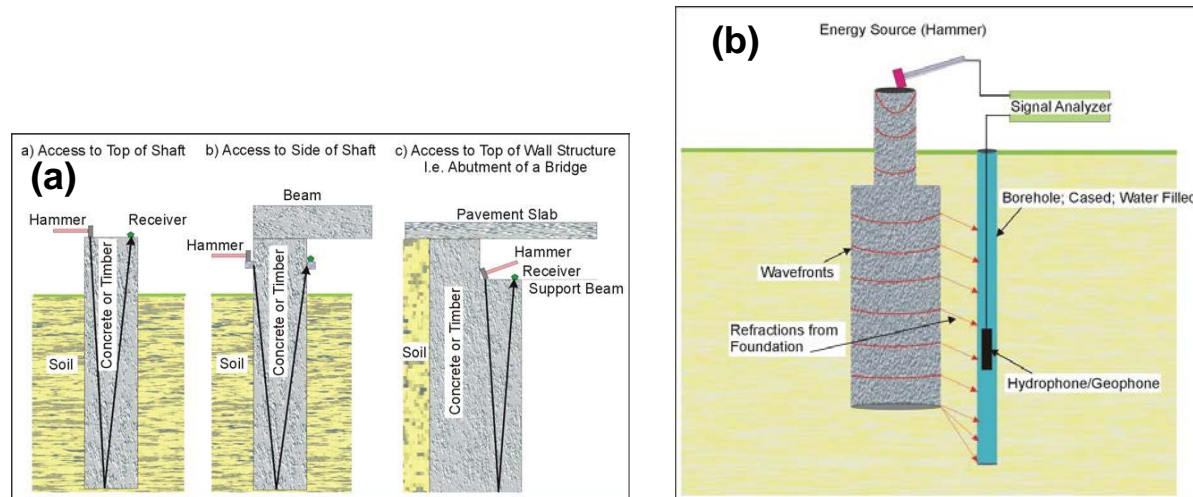 (a)
a) Access to Top of Shaft
b) Access to Side of Shaft
c) Access to Top of Wall Structure
I.e. Abutment of a Bridge
Hammer
Receiver
Concrete or Timber
Soil
Beam
Hammer
Concrete or Timber
Soil
Pavement Slab
Hammer
Receiver
Support Beam
Soil
Concrete or Timber
(b)
Energy Source (Hammer)
Signal Analyzer
Borehole; Cased; Water Filled
Wavefronts
Refractions from
Foundation
Hydrophone/Geophone